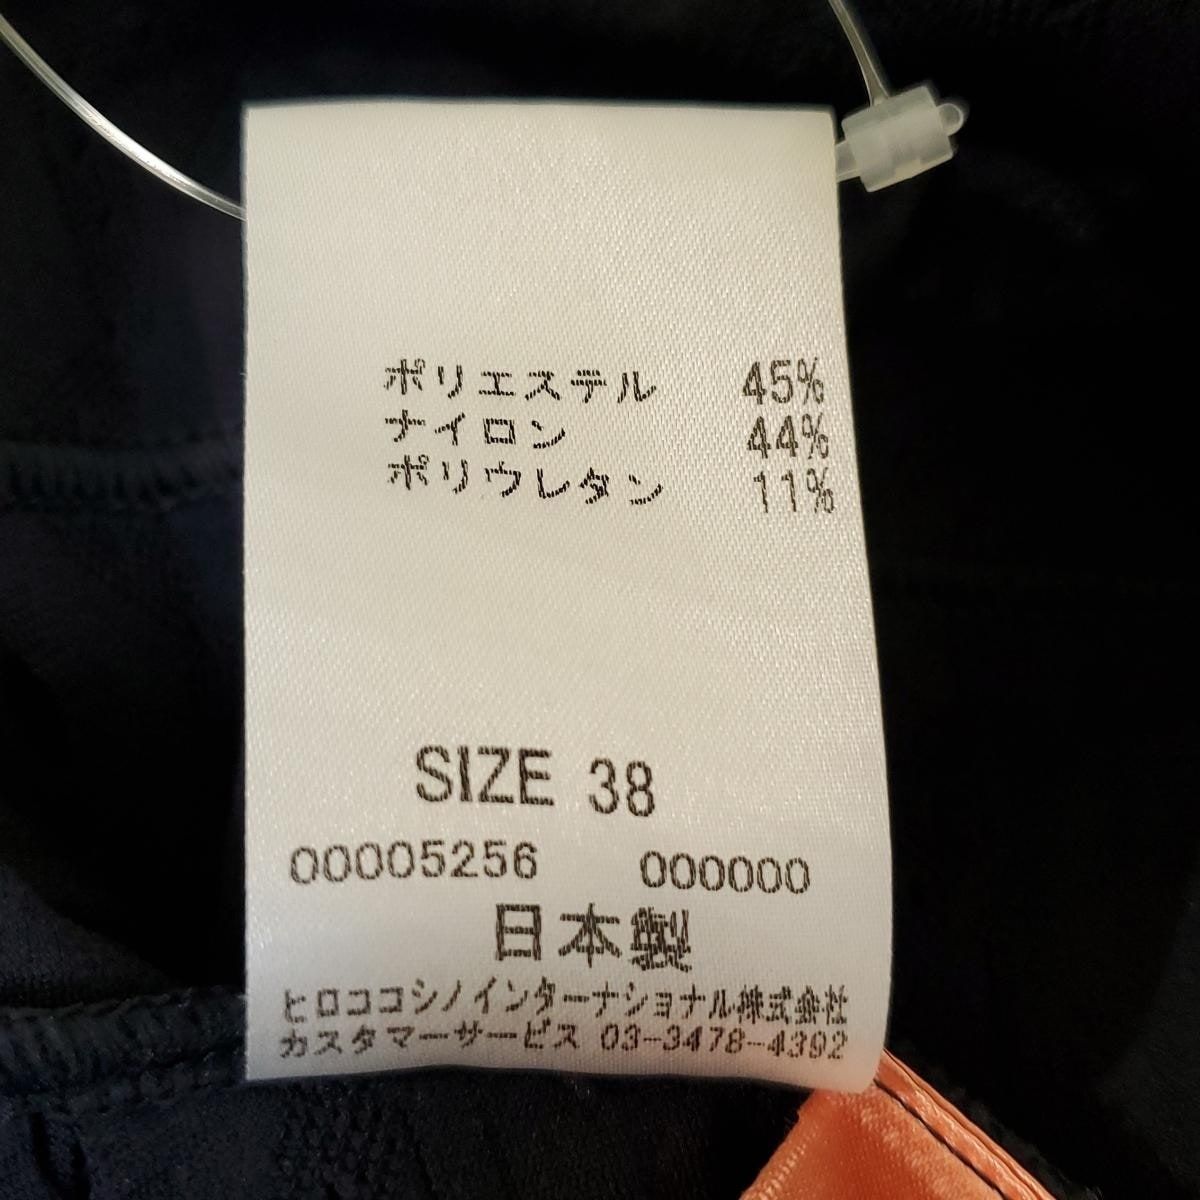 ポリエステル 45%
ナイロン 44%
ポリウレタン 11%
SIZE 38
00005256 000000
日本製
ヒロココシノインターナショナル株式会社
カスタマーサービス 03-3478-4392